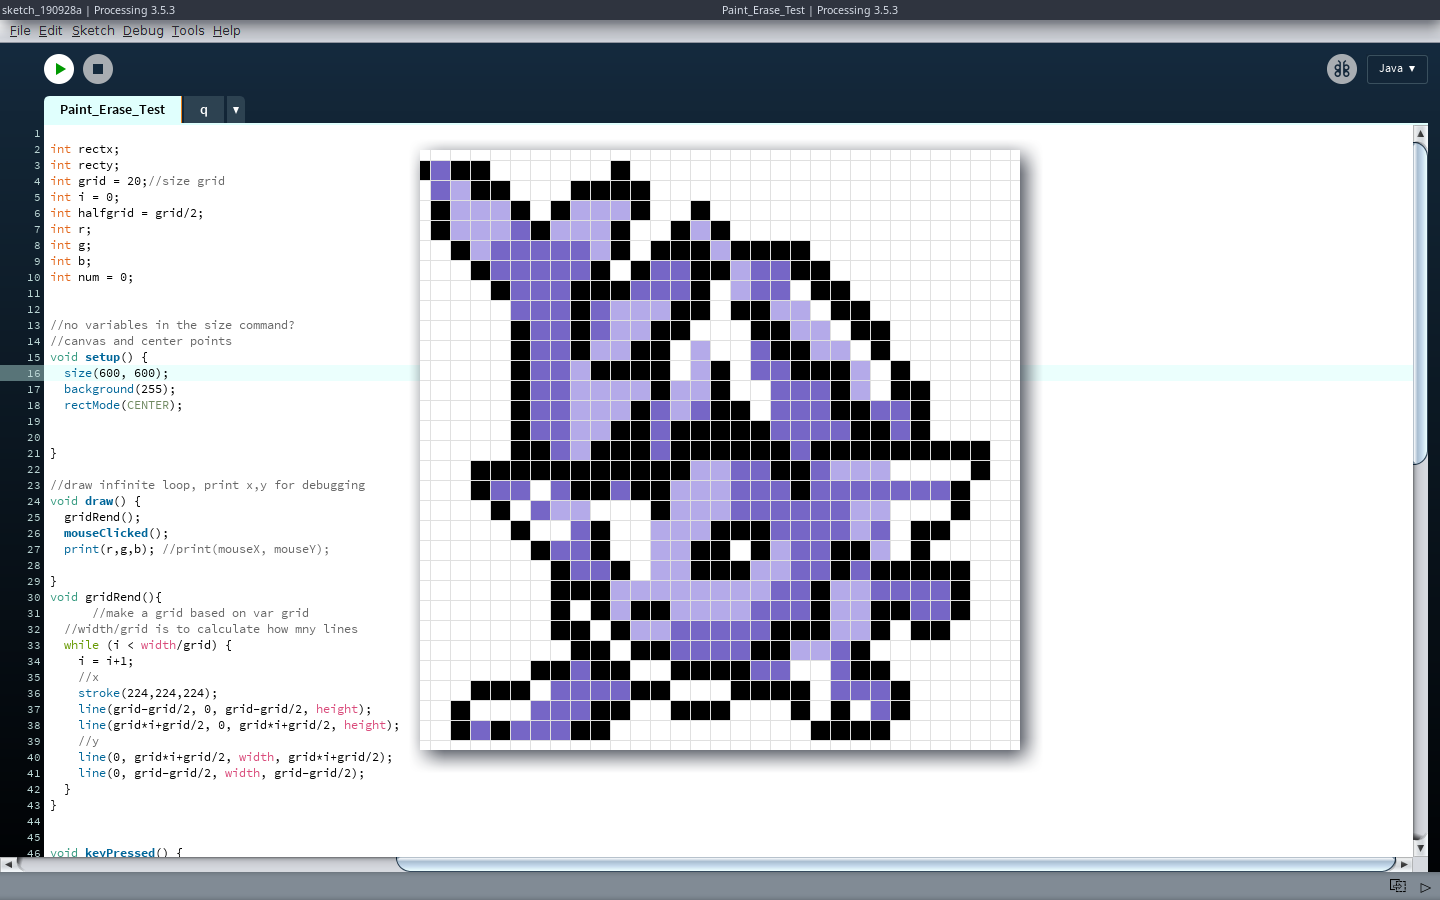 sketch_190928a | Processing 3.5.3
Paint_Erase_Test | Processing 3.5.3
File Edit Sketch Debug Tools Help
Java ▼
Paint_Erase_Test q ▼
1
2 int rectx;
3 int recty;
4 int grid = 20;//size grid
5 int i = 0;
6 int halfgrid = grid/2;
7 int r;
8 int g;
9 int b;
10 int num = 0;
11
12
13 //no variables in the size command?
14 //canvas and center points
15 void setup() {
16 size(600, 600);
17 background(255);
18 rectMode(CENTER);
19
20
21 }
22
23 //draw infinite loop, print x,y for debugging
24 void draw() {
25 gridRend();
26 mouseClicked();
27 print(r,g,b); //print(mouseX, mouseY);
28
29 }
30 void gridRend(){
31 //make a grid based on var grid
32 //width/grid is to calculate how mny lines
33 while (i < width/grid) {
34 i = i+1;
35 //x
36 stroke(224,224,224);
37 line(grid-grid/2, 0, grid-grid/2, height);
38 line(grid*i+grid/2, 0, grid*i+grid/2, height);
39 //y
40 line(0, grid*i+grid/2, width, grid*i+grid/2);
41 line(0, grid-grid/2, width, grid-grid/2);
42 }
43 }
44
45
46 void keyPressed() {